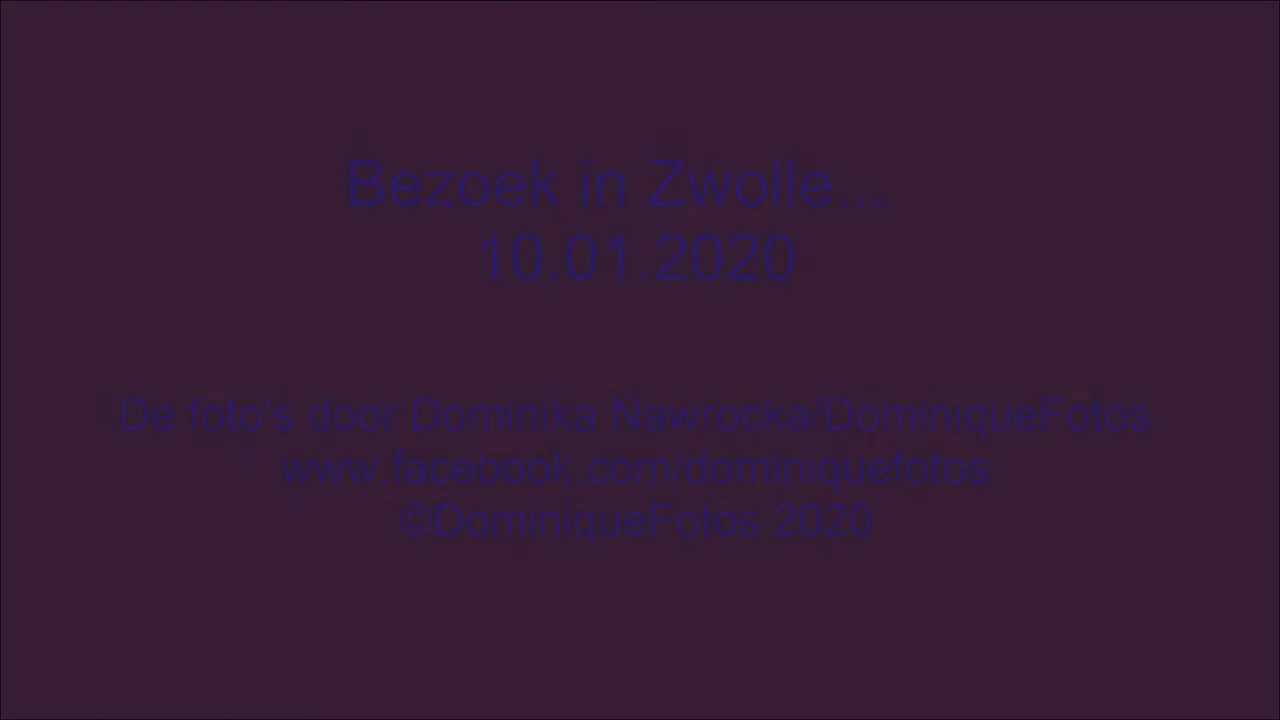 Bezoek in Zwolle...
10.01.2020
De foto's door Dominika Nawrocka/DominiqueFotos
www.facebook.com/dominiquefotos
©DominiqueFotos 2020